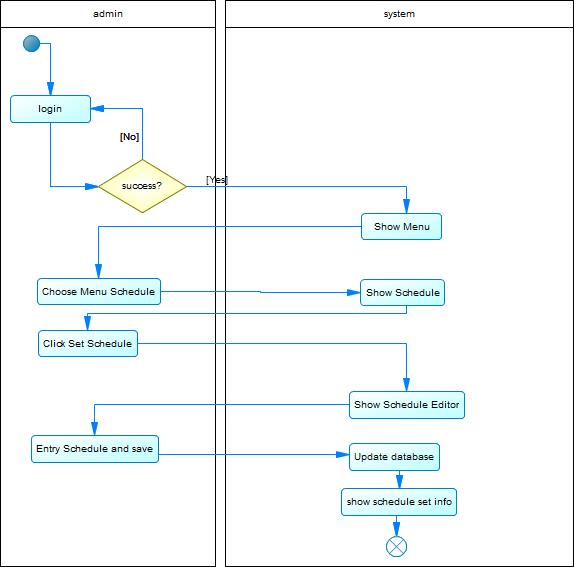 admin
system
login
[No]
success?
[Yes]
Show Menu
Choose Menu Schedule
Show Schedule
Click Set Schedule
Show Schedule Editor
Entry Schedule and save
Update database
show schedule set info